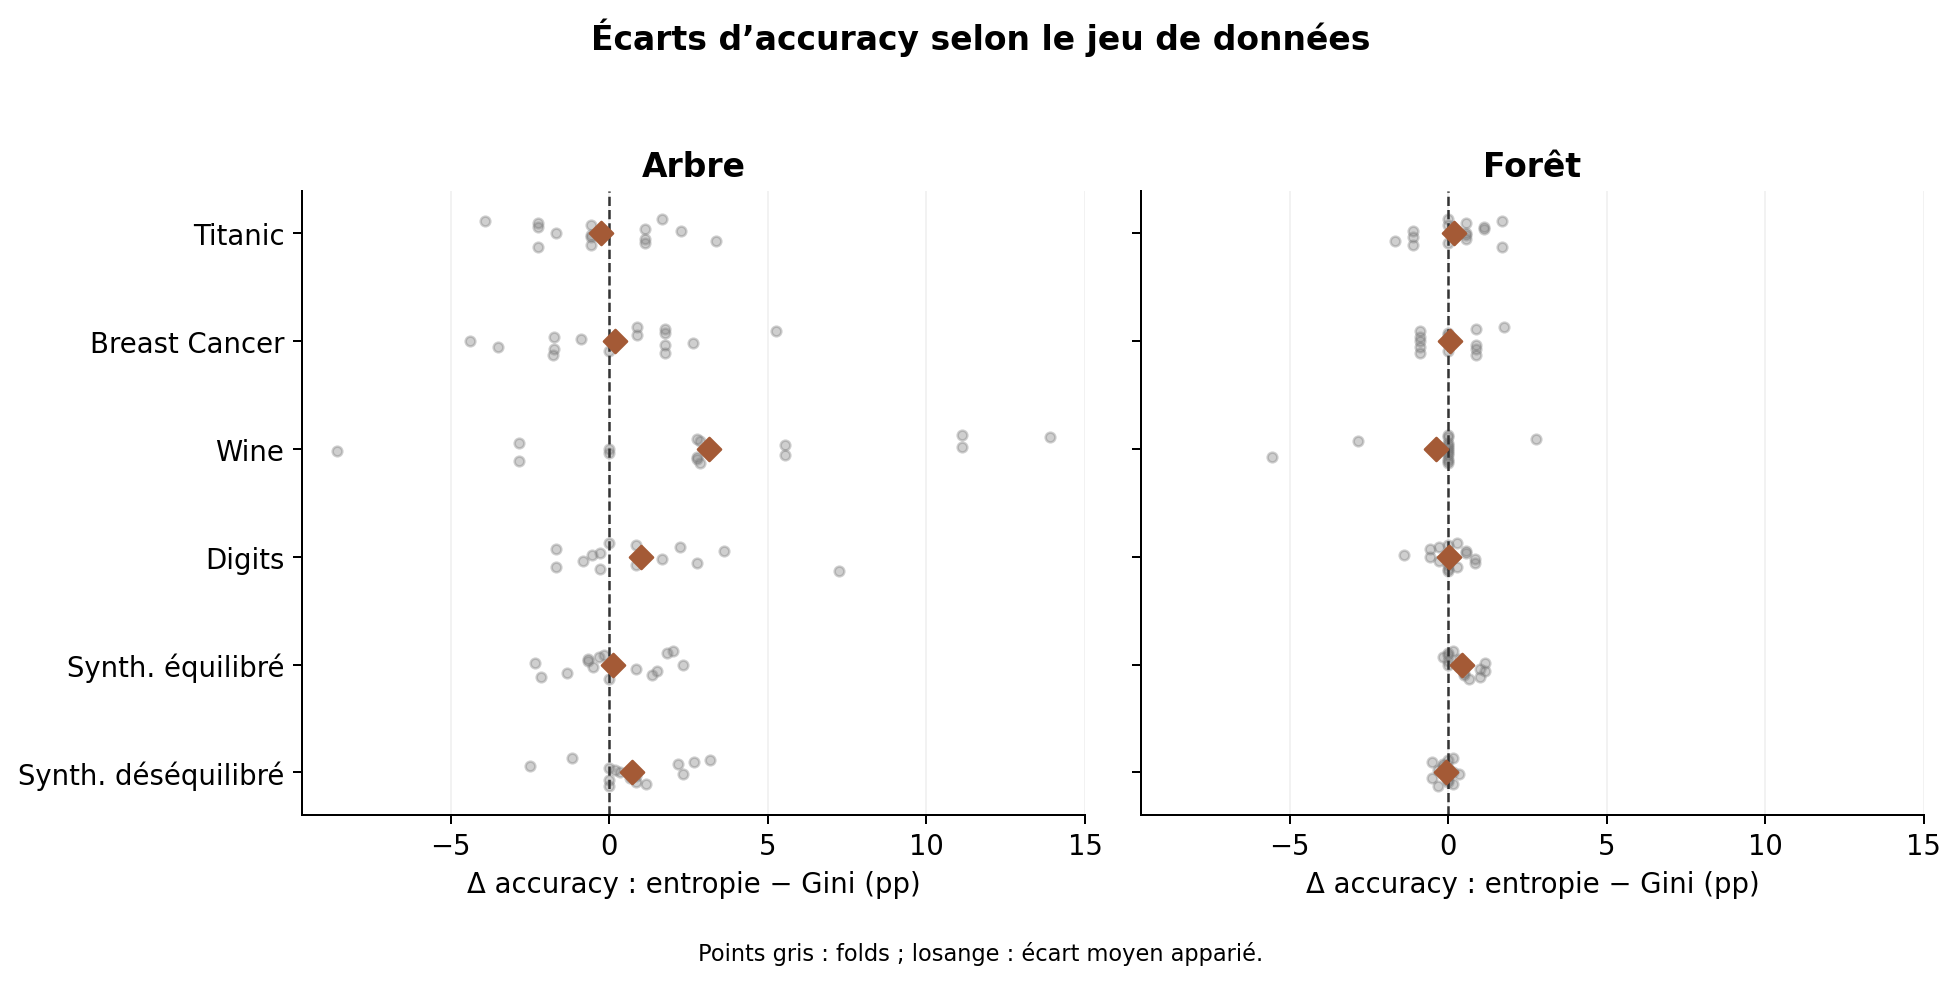 Écarts d’accuracy selon le jeu de données
Arbre
Forêt
Titanic
Breast Cancer
Wine
Digits
Synth. équilibré
Synth. déséquilibré
−5 0 5 10 15
−5 0 5 10 15
Δ accuracy : entropie − Gini (pp)
Δ accuracy : entropie − Gini (pp)
Points gris : folds ; losange : écart moyen apparié.